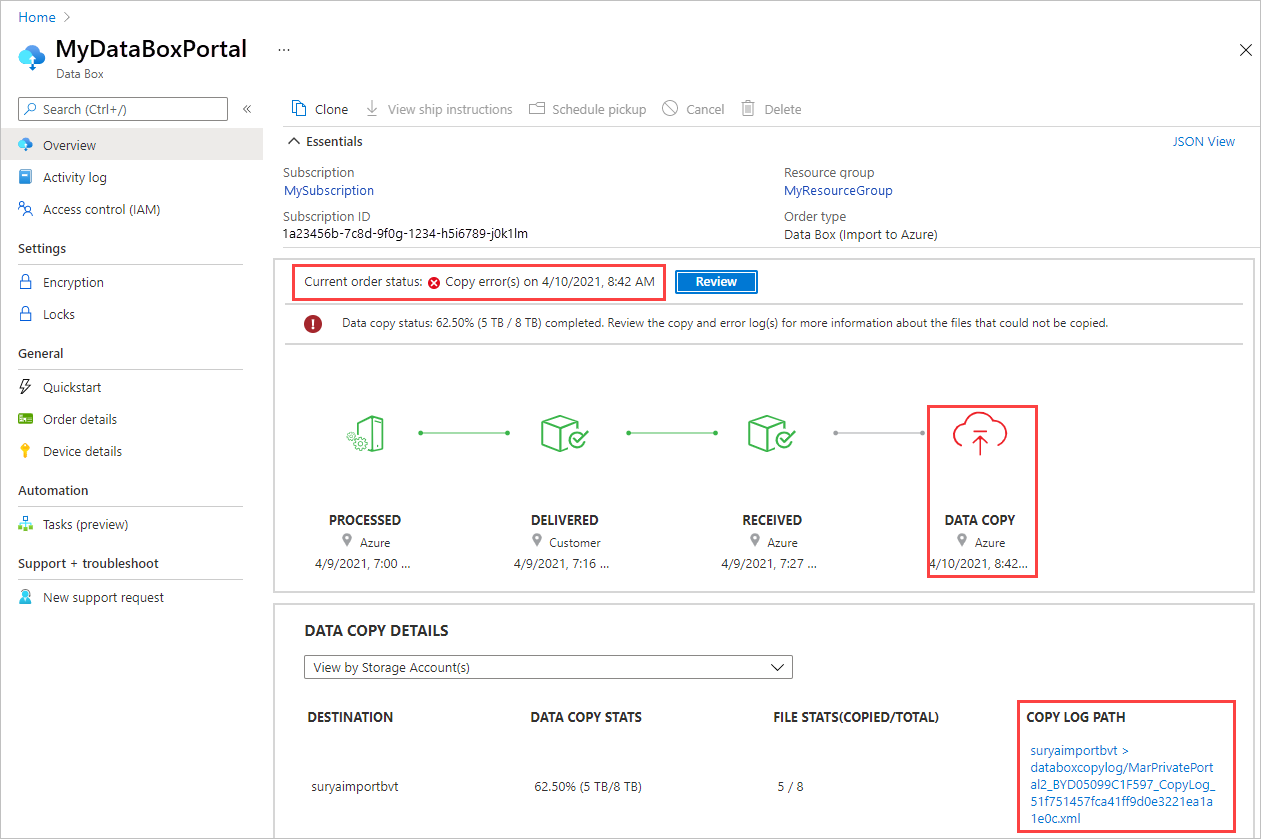 Home
MyDataBoxPortal
...
Data Box
Search (Ctrl+/)
«
Overview
Activity log
Access control (IAM)
Settings
Encryption
Locks
General
Quickstart
Order details
Device details
Automation
Tasks (preview)
Support + troubleshoot
New support request
Clone
View ship instructions
Schedule pickup
Cancel
Delete
Essentials
JSON View
Subscription
MySubscription
Subscription ID
1a23456b-7c8d-9f0g-1234-h5i6789-j0k1lm
Resource group
MyResourceGroup
Order type
Data Box (Import to Azure)
Current order status: Copy error(s) on 4/10/2021, 8:42 AM
Review
Data copy status: 62.50% (5 TB / 8 TB) completed. Review the copy and error log(s) for more information about the files that could not be copied.
PROCESSED
Azure
4/9/2021, 7:00 ...
DELIVERED
Customer
4/9/2021, 7:16 ...
RECEIVED
Azure
4/9/2021, 7:27 ...
DATA COPY
Azure
4/10/2021, 8:42...
DATA COPY DETAILS
View by Storage Account(s)
DESTINATION
DATA COPY STATS
FILE STATS(COPIED/TOTAL)
COPY LOG PATH
suryaimportbvt
62.50% (5 TB/8 TB)
5 / 8
suryaimportbvt >
databoxcopylog/MarPrivatePort
al2_BYD05099C1F597_CopyLog_
51f751457fca41ff9d0e3221ea1a
1e0c.xml